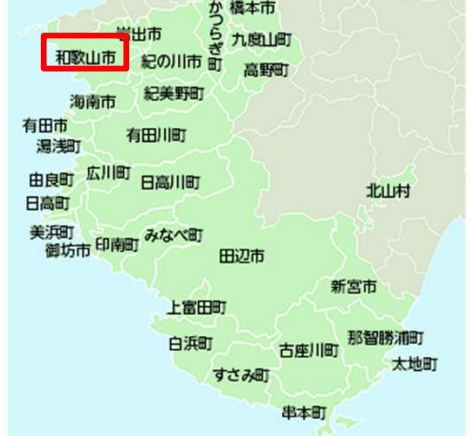 橋本市
かつらぎ町
岩出市
九度山町
和歌山市
紀の川市
高野町
海南市
紀美野町
有田市
有田川町
湯浅町
由良町
広川町
日高川町
北山村
日高町
美浜町
御坊市
印南町
みなべ町
田辺市
新宮市
上富田町
白浜町
古座川町
那智勝浦町
太地町
すさみ町
串本町